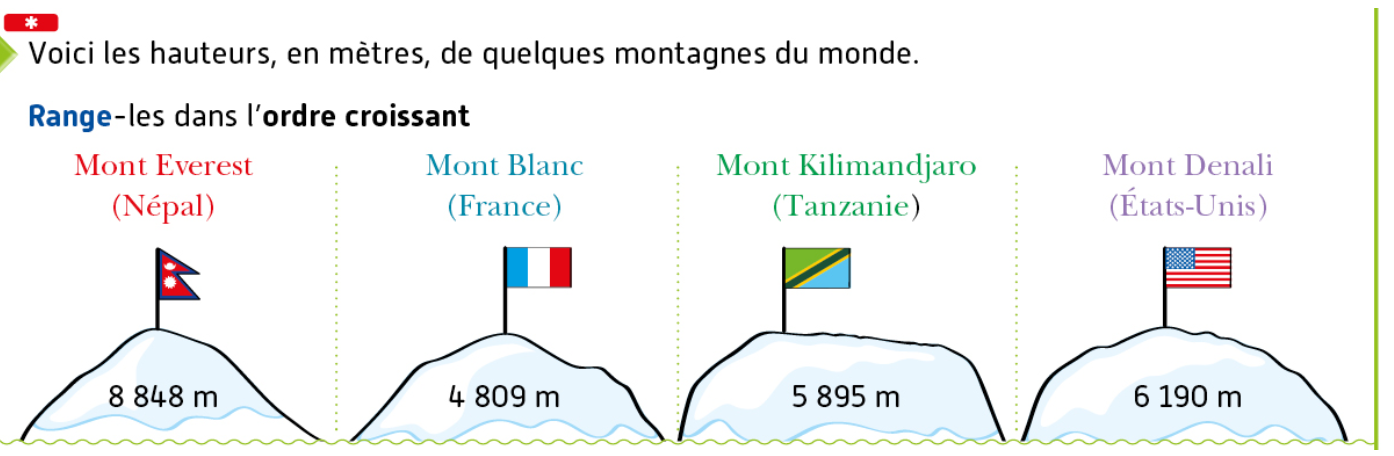 *
Voici les hauteurs, en mètres, de quelques montagnes du monde.
Range-les dans l'ordre croissant
Mont Everest
(Népal)
8 848 m
Mont Blanc
(France)
4 809 m
Mont Kilimandjaro
(Tanzanie)
5 895 m
Mont Denali
(États-Unis)
6 190 m